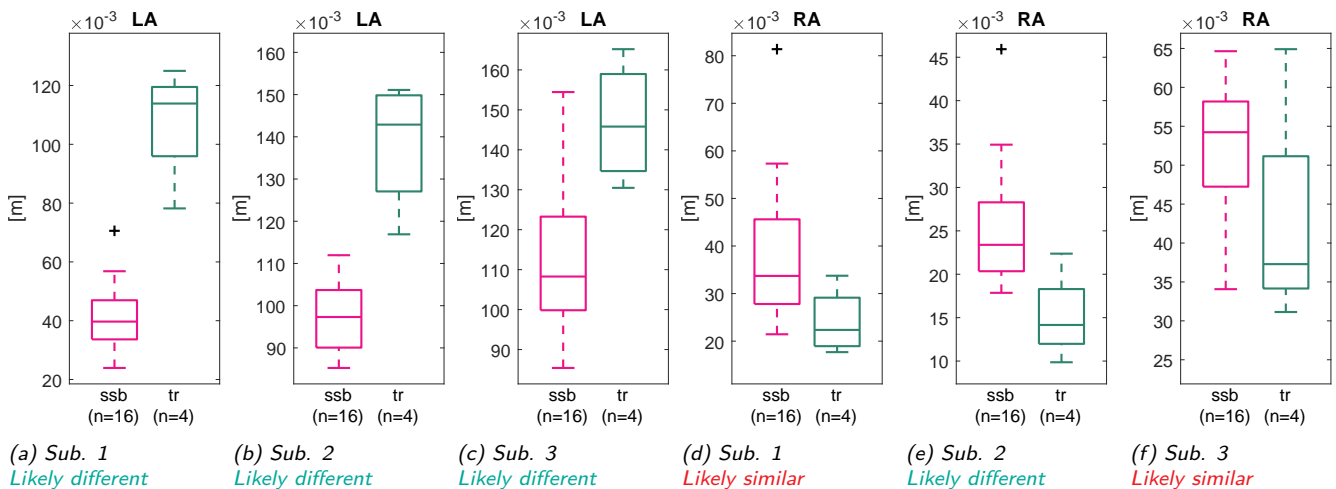 ×10⁻³ LA
[m]
120
100
80
60
40
20
ssb tr
(n=16) (n=4)
(a) Sub. 1
Likely different
×10⁻³ LA
[m]
160
150
140
130
120
110
100
90
ssb tr
(n=16) (n=4)
(b) Sub. 2
Likely different
×10⁻³ LA
[m]
160
150
140
130
120
110
100
90
ssb tr
(n=16) (n=4)
(c) Sub. 3
Likely different
×10⁻³ RA
[m]
80
70
60
50
40
30
20
ssb tr
(n=16) (n=4)
(d) Sub. 1
Likely similar
×10⁻³ RA
[m]
45
40
35
30
25
20
15
10
ssb tr
(n=16) (n=4)
(e) Sub. 2
Likely different
×10⁻³ RA
[m]
65
60
55
50
45
40
35
30
25
ssb tr
(n=16) (n=4)
(f) Sub. 3
Likely similar